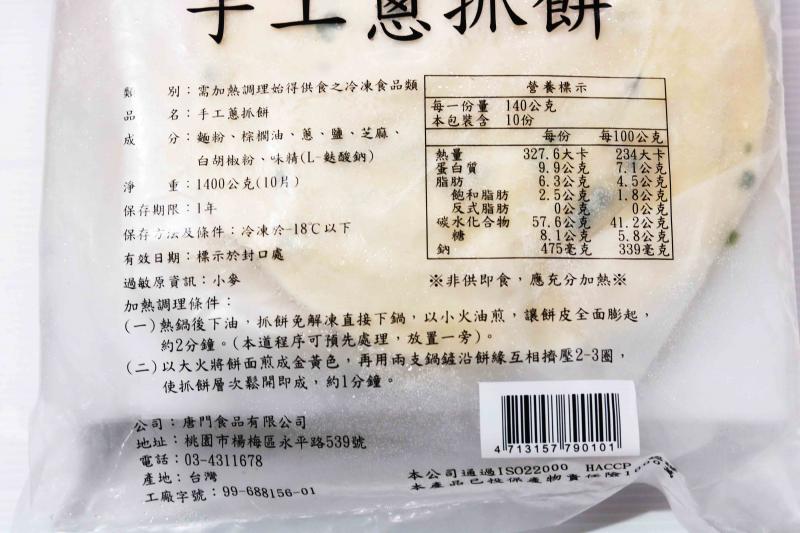 手工蔥抓餅
類 別：需加熱調理始得供食之冷凍食品類
品 名：手工蔥抓餅
成 分：麵粉、棕櫚油、蔥、鹽、芝麻、
白胡椒粉、味精(L-麩酸鈉)
淨 重：1400公克(10片)
保存期限：1年
保存方法及條件：冷凍於-18℃以下
有效日期：標示於封口處
過敏原資訊：小麥
營養標示
每一份量 140公克
本包裝含 10份
每份 每100公克
熱量 327.6大卡 234大卡
蛋白質 9.9公克 7.1公克
脂肪 6.3公克 4.5公克
飽和脂肪 2.5公克 1.8公克
反式脂肪 0公克 0公克
碳水化合物 57.6公克 41.2公克
糖 8.1公克 5.8公克
鈉 475毫克 339毫克
※非供即食，應充分加熱※
加熱調理條件：
(一)熱鍋後下油，抓餅免解凍直接下鍋，以小火油煎，讓餅皮全面膨起，
約2分鐘。(本道程序可預先處理，放置一旁)。
(二)以大火將餅面煎成金黃色，再用兩支鍋鏟沿餅緣互相擠壓2-3圈，
使抓餅層次鬆開即成，約1分鐘。
公司：唐門食品有限公司
地址：桃園市楊梅區永平路539號
電話：03-4311678
產地：台灣
工廠字號：99-688156-01
4 713157 790101
本公司通過ISO22000 HACCP
本產品已投保產物責任險